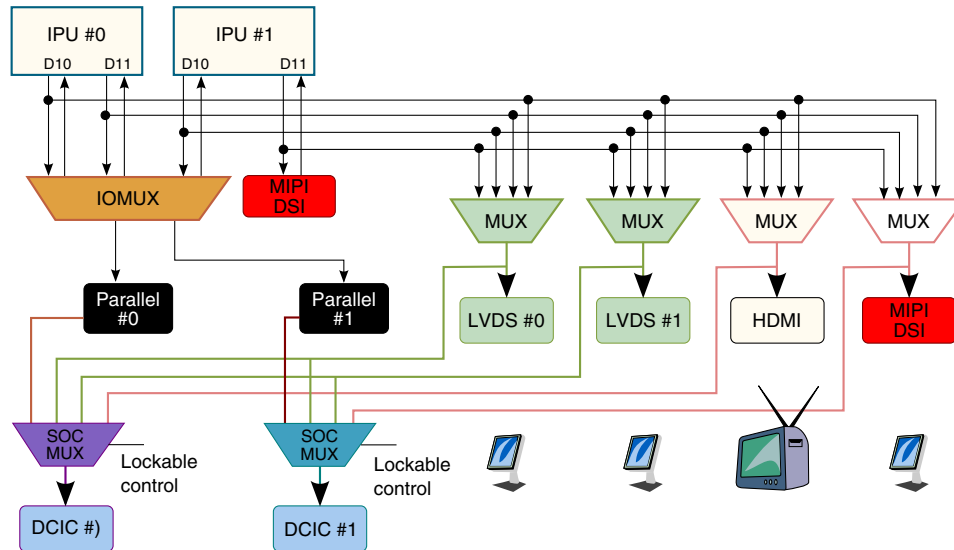 IPU #0
IPU #1
D10
D11
D10
D11
IOMUX
MIPI
DSI
MUX
MUX
MUX
MUX
Parallel
#0
Parallel
#1
LVDS #0
LVDS #1
HDMI
MIPI
DSI
SOC
MUX
Lockable
control
SOC
MUX
Lockable
control
DCIC #)
DCIC #1